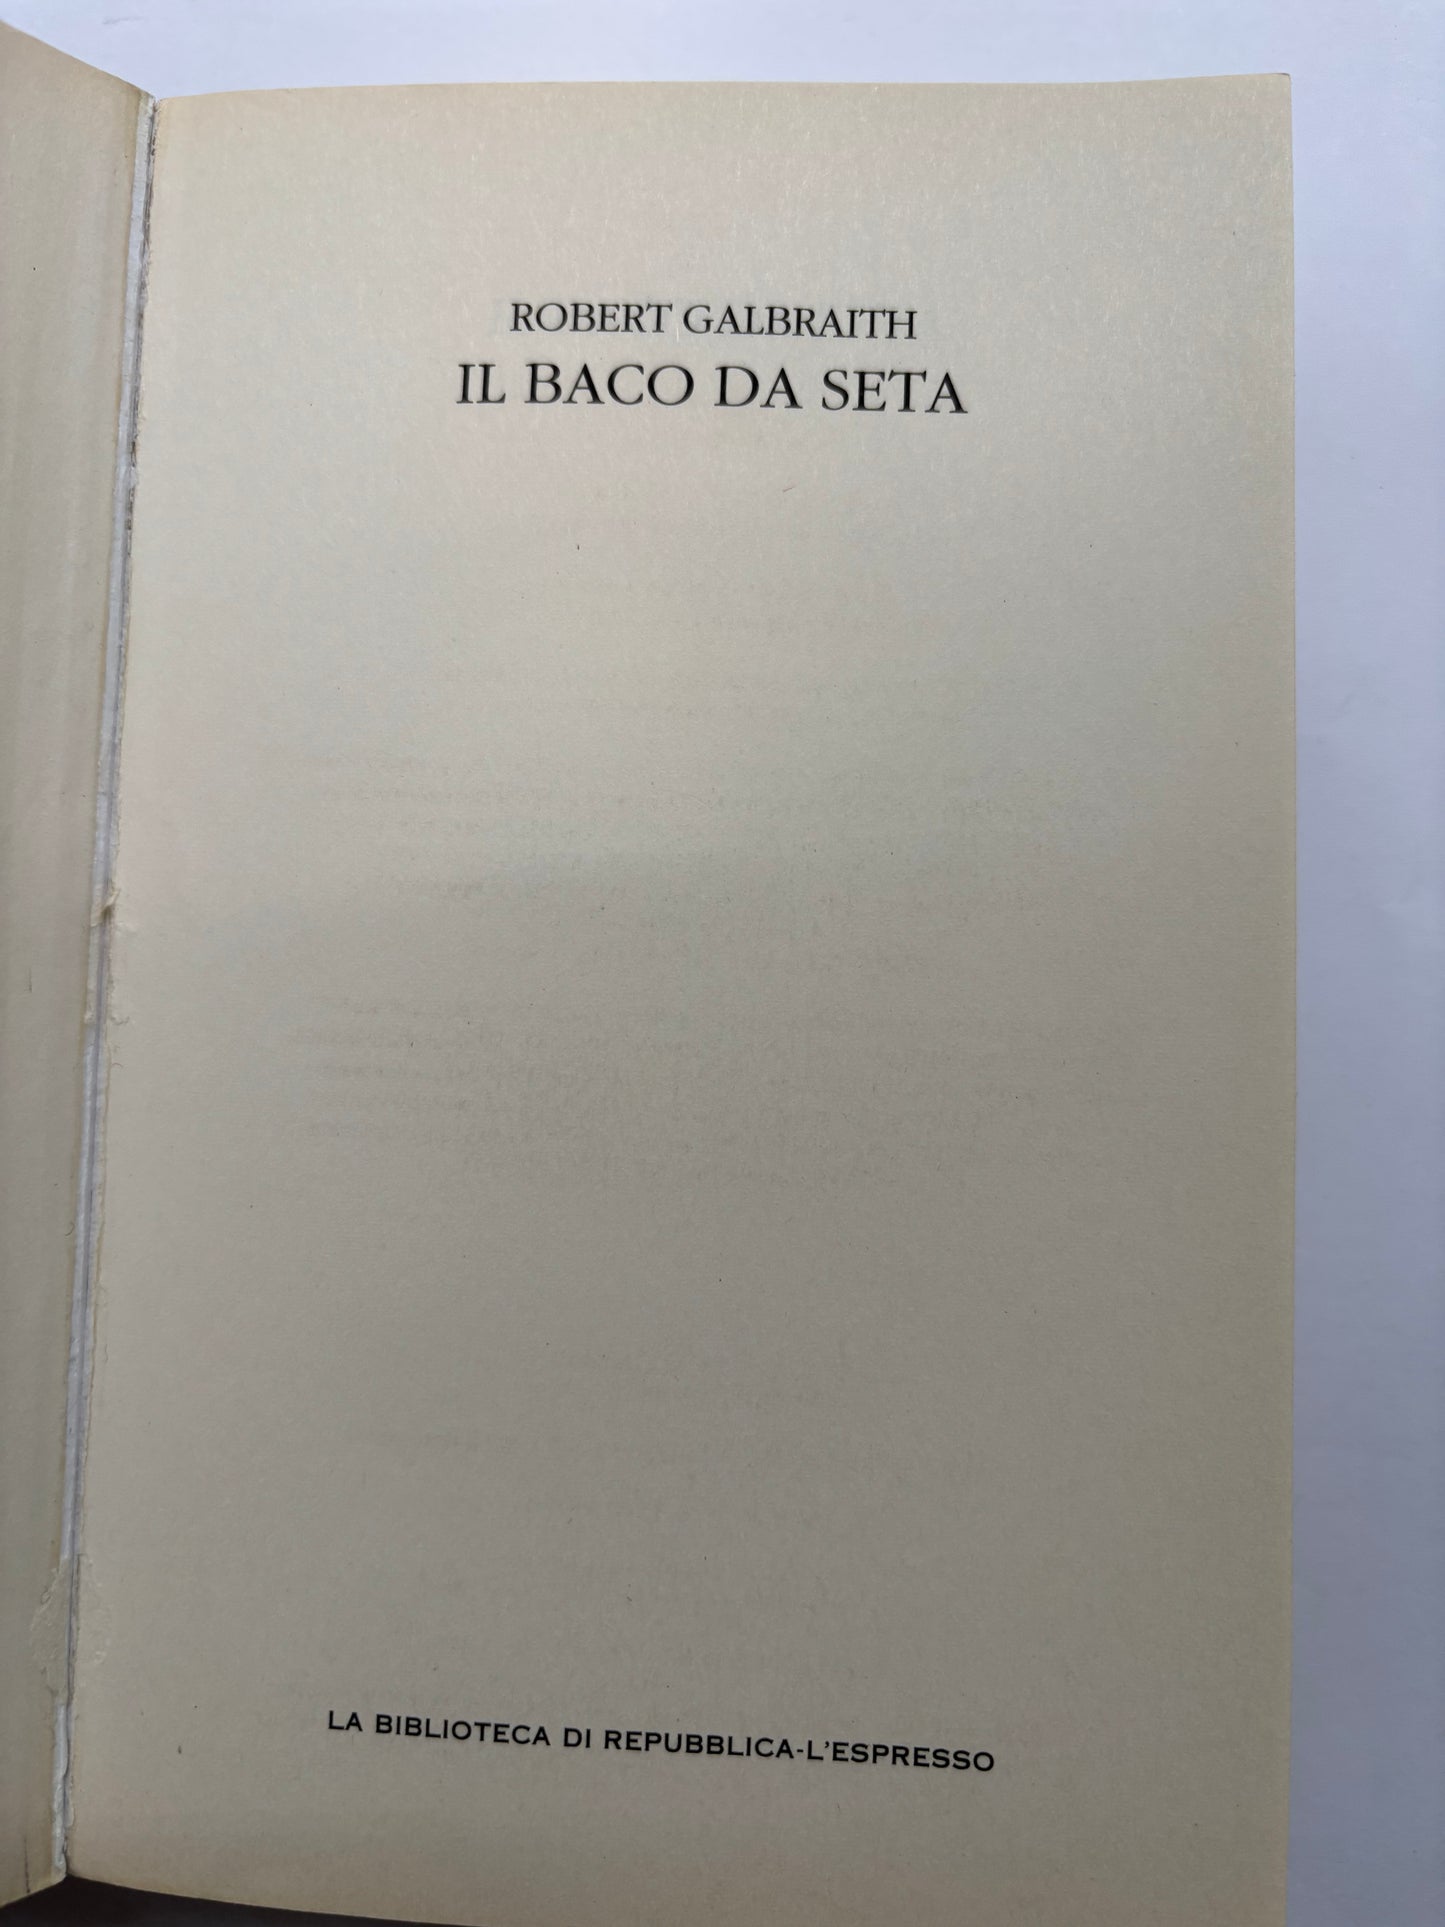 ROBERT GALBRAITH
IL BACO DA SETA
LA BIBLIOTECA DI REPUBBLICA-L'ESPRESSO